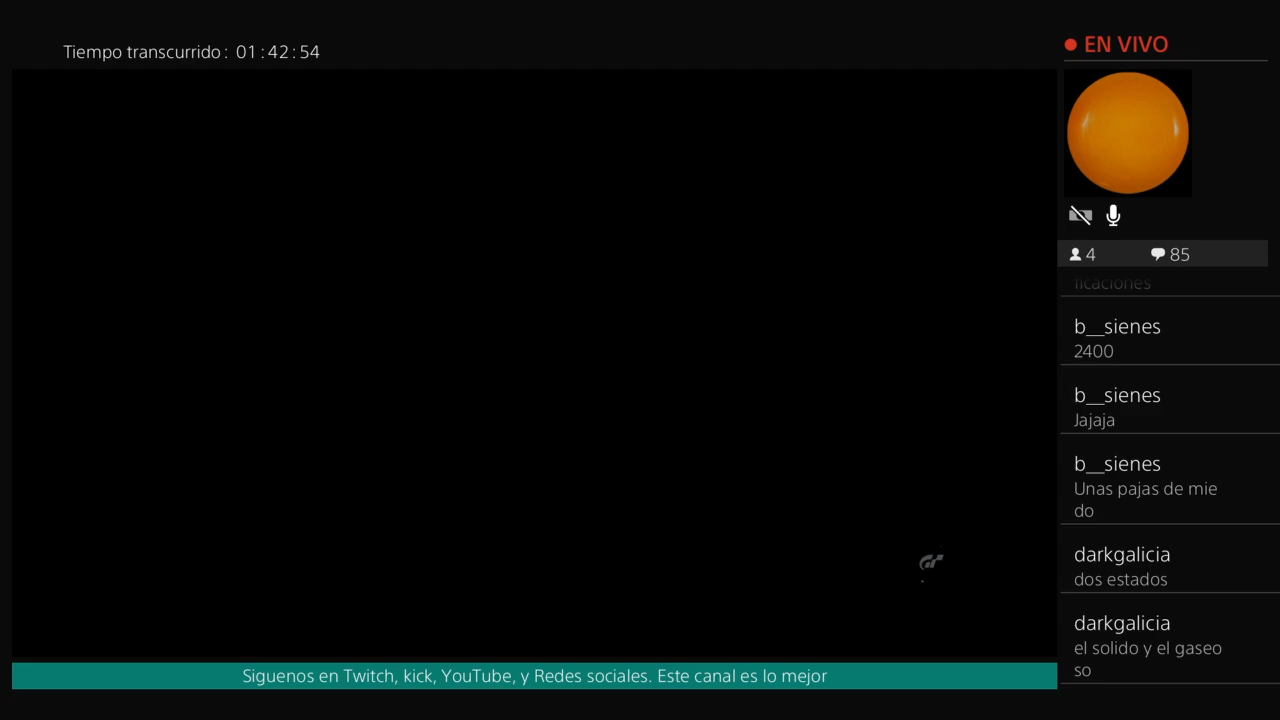 Tiempo transcurrido: 01:42:54
EN VIVO
4
85
ficaciones
b__sienes
2400
b__sienes
Jajaja
b__sienes
Unas pajas de mie
do
darkgalicia
dos estados
darkgalicia
el solido y el gaseo
so
Siguenos en Twitch, kick, YouTube, y Redes sociales. Este canal es lo mejor